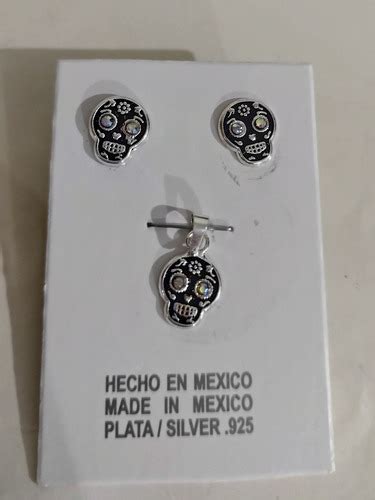 HECHO EN MEXICO
MADE IN MEXICO
PLATA / SILVER .925